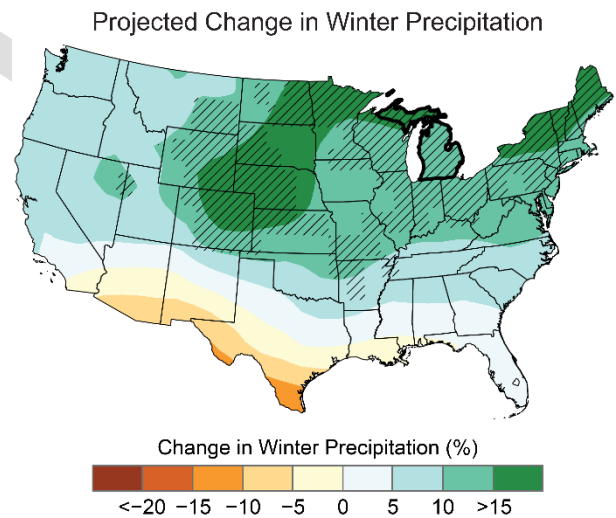 Projected Change in Winter Precipitation
Change in Winter Precipitation (%)
<−20 −15 −10 −5 0 5 10 >15